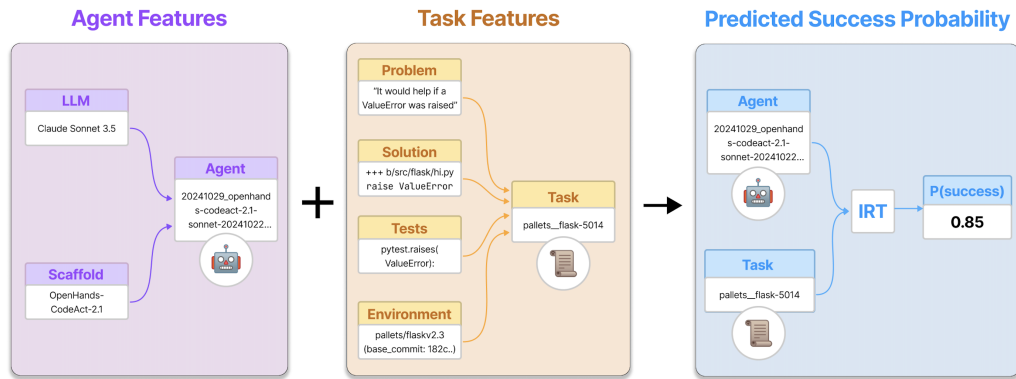 Agent Features
LLM
Claude Sonnet 3.5
Scaffold
OpenHands-
CodeAct-2.1
Agent
20241029_openhand
s-codeact-2.1-
sonnet-20241022...
+
Task Features
Problem
“It would help if a
ValueError was raised”
Solution
+++ b/src/flask/hi.py
raise ValueError
Tests
pytest.raises(
ValueError):
Environment
pallets/flaskv2.3
(base_commit: 182c..)
Task
pallets__flask-5014
Predicted Success Probability
Agent
20241029_openhand
s-codeact-2.1-
sonnet-20241022...
Task
pallets__flask-5014
IRT
P(success)
0.85